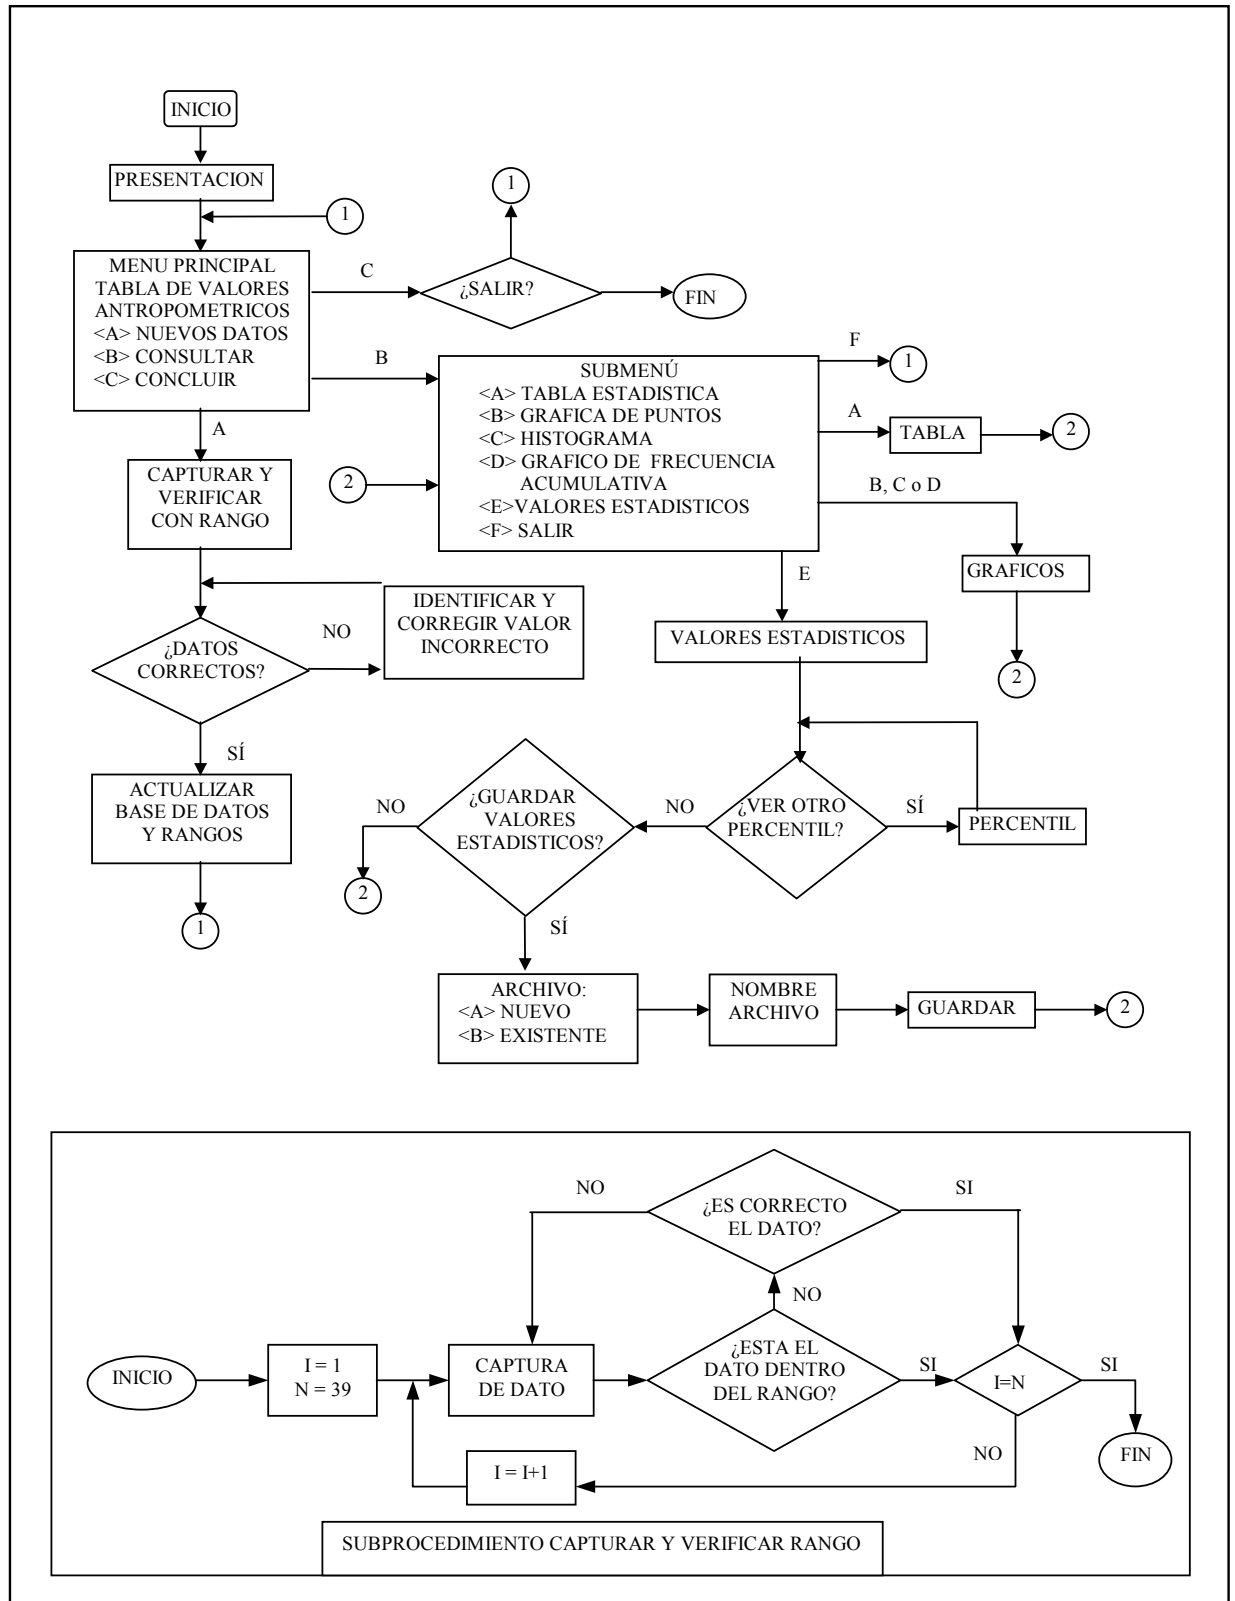 INICIO
PRESENTACION
1
1
MENU PRINCIPAL
TABLA DE VALORES
ANTROPOMETRICOS
<A> NUEVOS DATOS
<B> CONSULTAR
<C> CONCLUIR
C
¿SALIR?
FIN
B
SUBMENÚ
<A> TABLA ESTADISTICA
<B> GRAFICA DE PUNTOS
<C> HISTOGRAMA
<D> GRAFICO DE FRECUENCIA
ACUMULATIVA
<E>VALORES ESTADISTICOS
<F> SALIR
F
1
A
TABLA
2
B, C o D
GRAFICOS
2
2
A
CAPTURAR Y
VERIFICAR
CON RANGO
IDENTIFICAR Y
CORREGIR VALOR
INCORRECTO
NO
¿DATOS
CORRECTOS?
SÍ
ACTUALIZAR
BASE DE DATOS
Y RANGOS
1
E
VALORES ESTADISTICOS
¿VER OTRO
PERCENTIL?
SÍ
PERCENTIL
NO
¿GUARDAR
VALORES
ESTADISTICOS?
NO
2
SÍ
ARCHIVO:
<A> NUEVO
<B> EXISTENTE
NOMBRE
ARCHIVO
GUARDAR
2
NO
¿ES CORRECTO
EL DATO?
SI
NO
INICIO
I = 1
N = 39
CAPTURA
DE DATO
¿ESTA EL
DATO DENTRO
DEL RANGO?
SI
I=N
SI
NO
FIN
I = I+1
SUBPROCEDIMIENTO CAPTURAR Y VERIFICAR RANGO